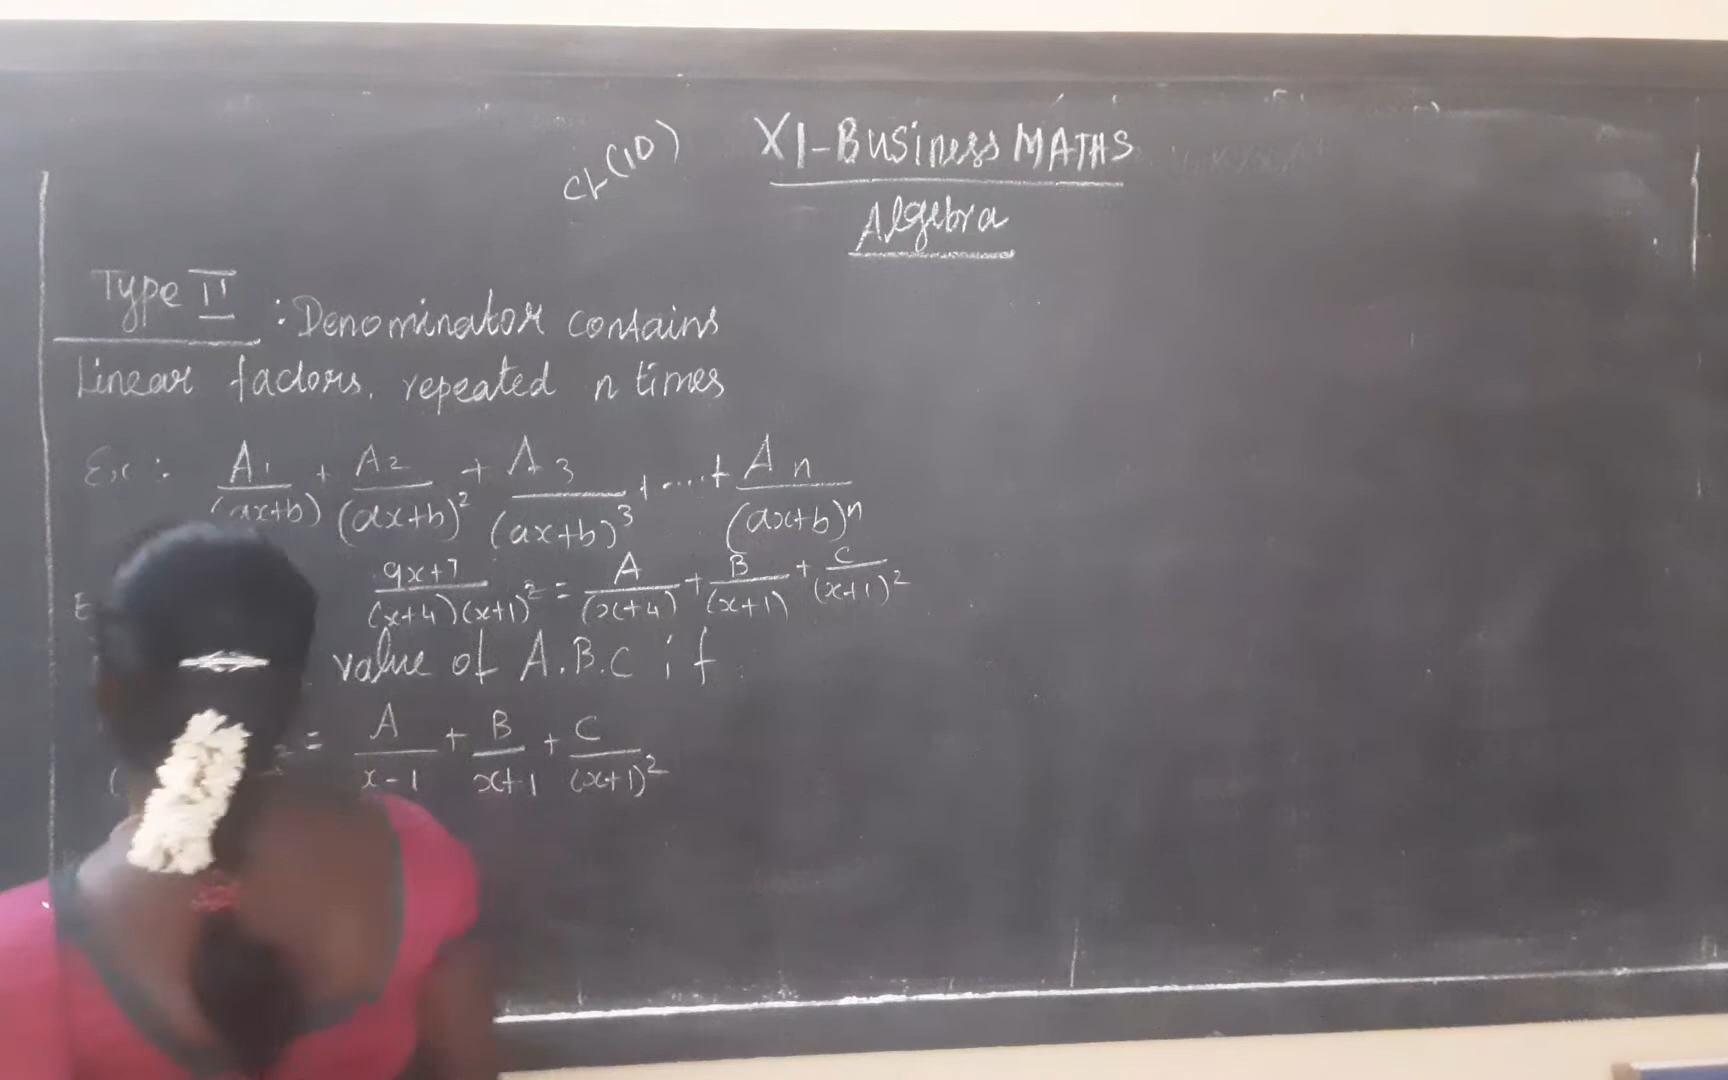 XI-Business MATHS
CL(10)
Algebra
Type II : Denominator contains
Linear factors, repeated n times
Ex: A1/(ax+b) + A2/(ax+b)² + A3/(ax+b)³ + ....+ An/(ax+b)ⁿ
9x+7/(x+4)(x+1)² = A/(x+4) + B/(x+1) + C/(x+1)²
value of A.B.C if
= A/x-1 + B/x+1 + C/(x+1)²